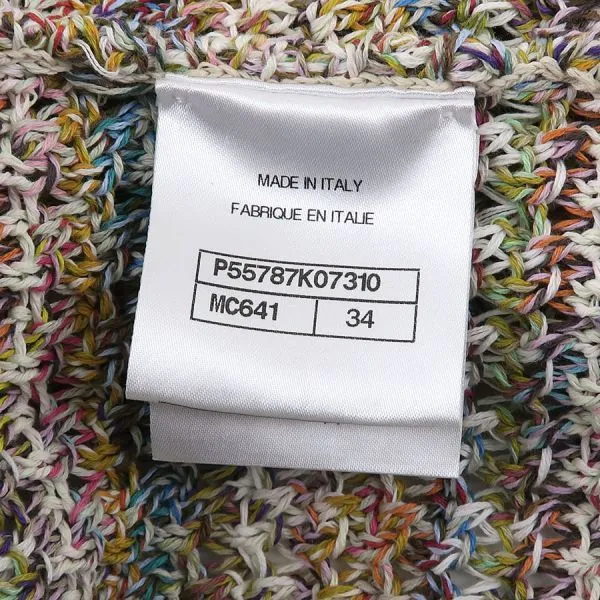 MADE IN ITALY
FABRIQUE EN ITALIE
P55787K07310
MC641 34